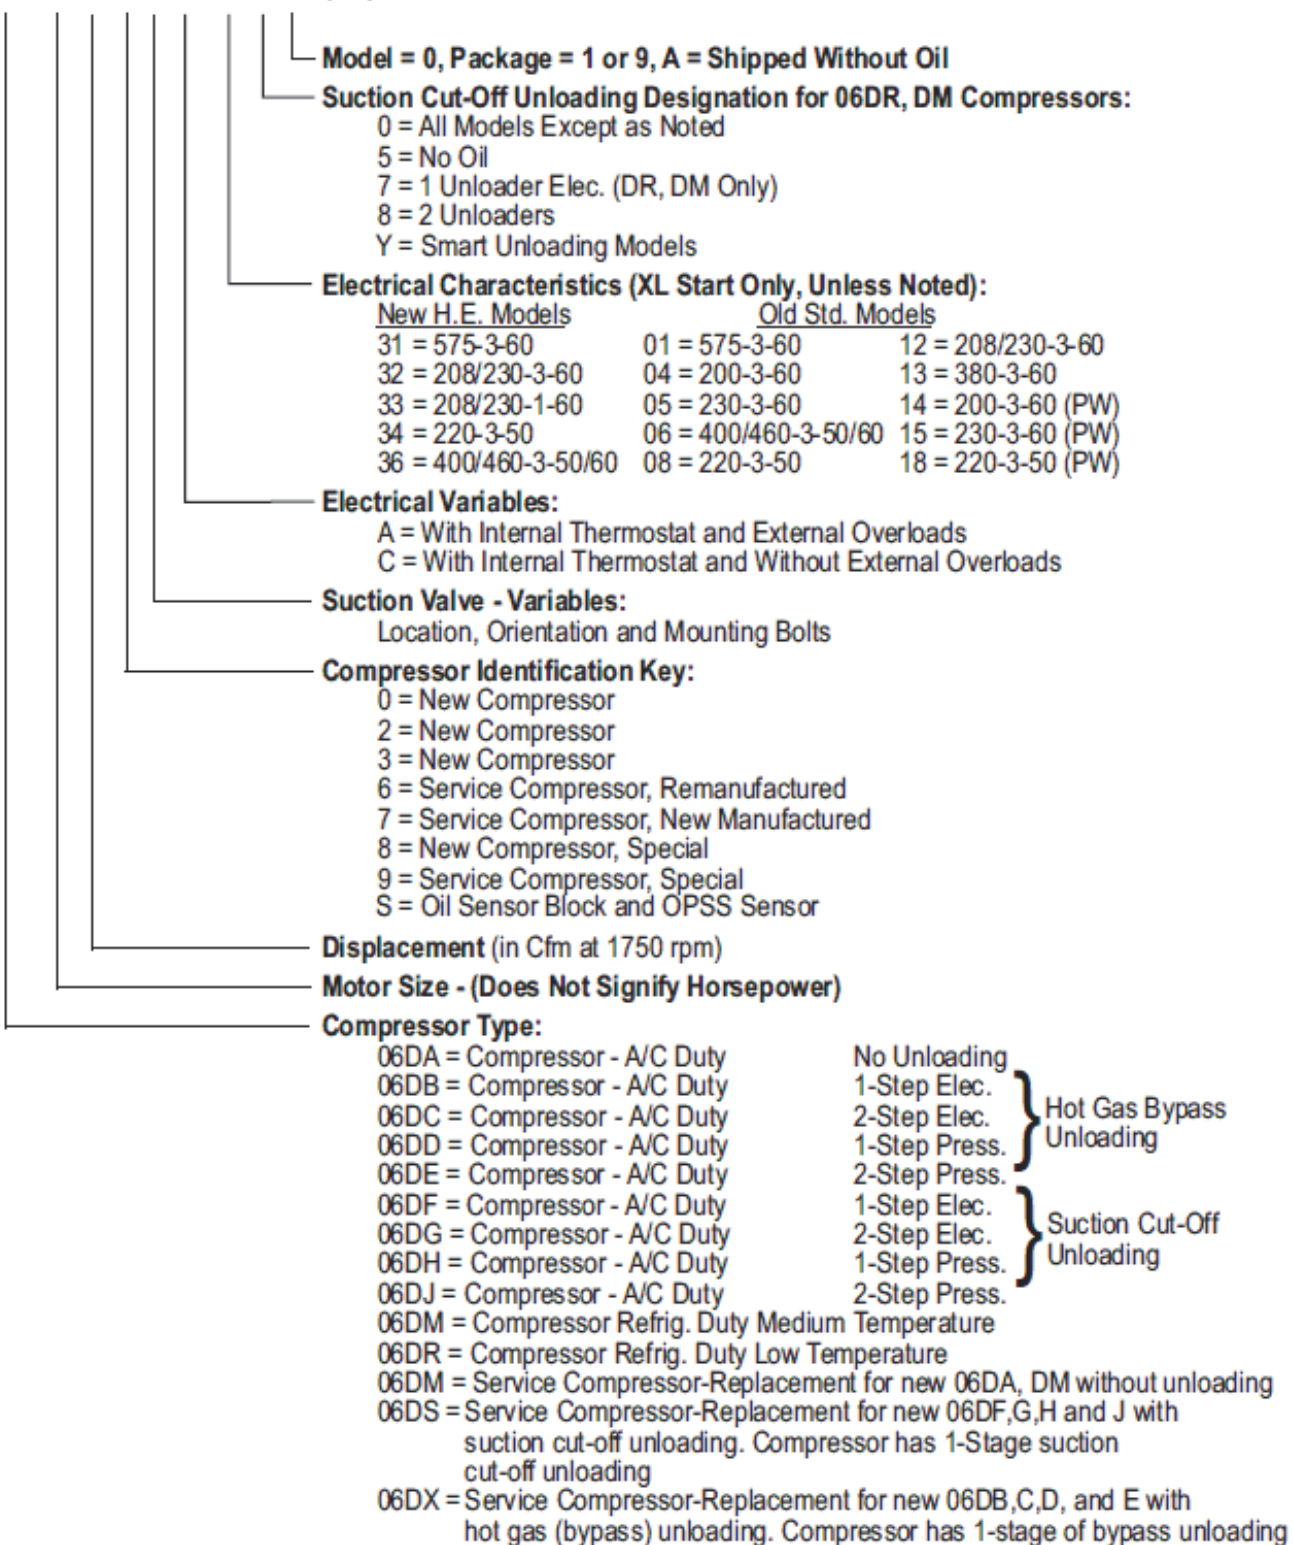 Model = 0, Package = 1 or 9, A = Shipped Without Oil
Suction Cut-Off Unloading Designation for 06DR, DM Compressors:
0 = All Models Except as Noted
5 = No Oil
7 = 1 Unloader Elec. (DR, DM Only)
8 = 2 Unloaders
Y = Smart Unloading Models
Electrical Characteristics (XL Start Only, Unless Noted):
New H.E. Models Old Std. Models
31 = 575-3-60 01 = 575-3-60 12 = 208/230-3-60
32 = 208/230-3-60 04 = 200-3-60 13 = 380-3-60
33 = 208/230-1-60 05 = 230-3-60 14 = 200-3-60 (PW)
34 = 220-3-50 06 = 400/460-3-50/60 15 = 230-3-60 (PW)
36 = 400/460-3-50/60 08 = 220-3-50 18 = 220-3-50 (PW)
Electrical Variables:
A = With Internal Thermostat and External Overloads
C = With Internal Thermostat and Without External Overloads
Suction Valve - Variables:
Location, Orientation and Mounting Bolts
Compressor Identification Key:
0 = New Compressor
2 = New Compressor
3 = New Compressor
6 = Service Compressor, Remanufactured
7 = Service Compressor, New Manufactured
8 = New Compressor, Special
9 = Service Compressor, Special
S = Oil Sensor Block and OPSS Sensor
Displacement (in Cfm at 1750 rpm)
Motor Size - (Does Not Signify Horsepower)
Compressor Type:
06DA = Compressor - A/C Duty No Unloading
06DB = Compressor - A/C Duty 1-Step Elec.
06DC = Compressor - A/C Duty 2-Step Elec.
06DD = Compressor - A/C Duty 1-Step Press.
06DE = Compressor - A/C Duty 2-Step Press.
Hot Gas Bypass
Unloading
06DF = Compressor - A/C Duty 1-Step Elec.
06DG = Compressor - A/C Duty 2-Step Elec.
06DH = Compressor - A/C Duty 1-Step Press.
06DJ = Compressor - A/C Duty 2-Step Press.
Suction Cut-Off
Unloading
06DM = Compressor Refrig. Duty Medium Temperature
06DR = Compressor Refrig. Duty Low Temperature
06DM = Service Compressor-Replacement for new 06DA, DM without unloading
06DS = Service Compressor-Replacement for new 06DF,G,H and J with
suction cut-off unloading. Compressor has 1-Stage suction
cut-off unloading
06DX = Service Compressor-Replacement for new 06DB,C,D, and E with
hot gas (bypass) unloading. Compressor has 1-stage of bypass unloading